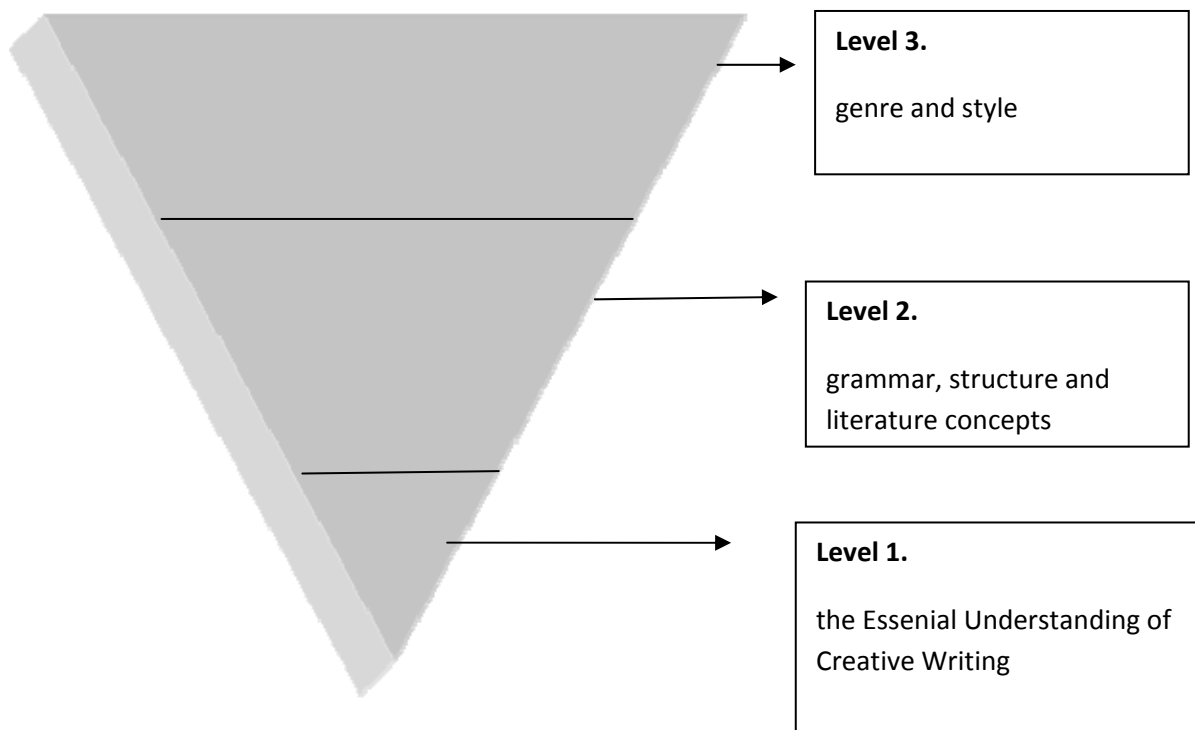 Level 3.
genre and style
Level 2.
grammar, structure and
literature concepts
Level 1.
the Essenial Understanding of
Creative Writing